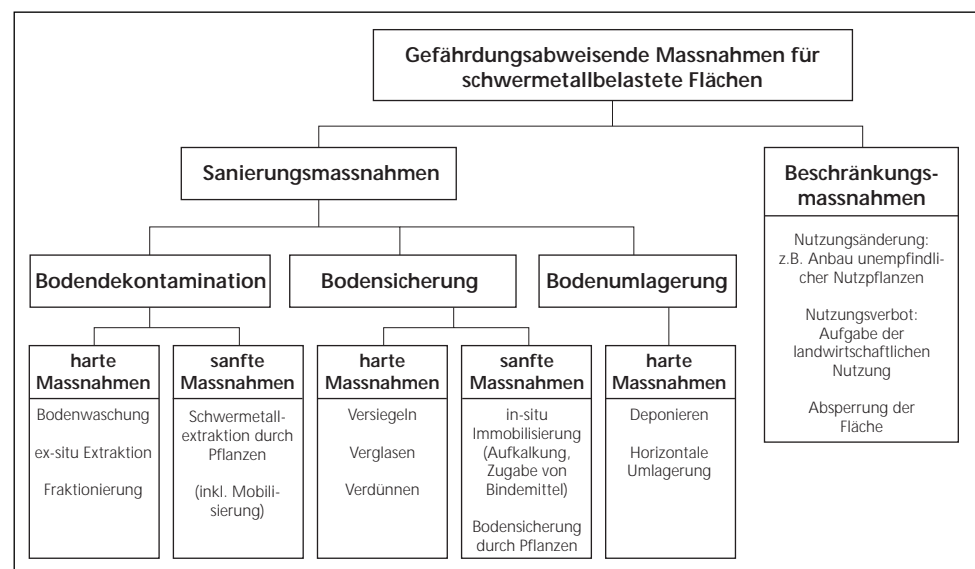 Gefährdungsabweisende Massnahmen für
schwermetallbelastete Flächen
Sanierungsmassnahmen
Beschränkungs-
massnahmen
Nutzungsänderung:
z.B. Anbau unempfindli-
cher Nutzpflanzen
Nutzungsverbot:
Aufgabe der
landwirtschaftlichen
Nutzung
Absperrung der
Fläche
Bodendekontamination
Bodensicherung
Bodenumlagerung
harte
Massnahmen
Bodenwaschung
ex-situ Extraktion
Fraktionierung
sanfte
Massnahmen
Schwermetall-
extraktion durch
Pflanzen
(inkl. Mobili-
sierung)
harte
Massnahmen
Versiegeln
Verglasen
Verdünnen
sanfte
Massnahmen
in-situ
Immobilisierung
(Aufkalkung,
Zugabe von
Bindemittel)
Bodensicherung
durch Pflanzen
harte
Massnahmen
Deponieren
Horizontale
Umlagerung